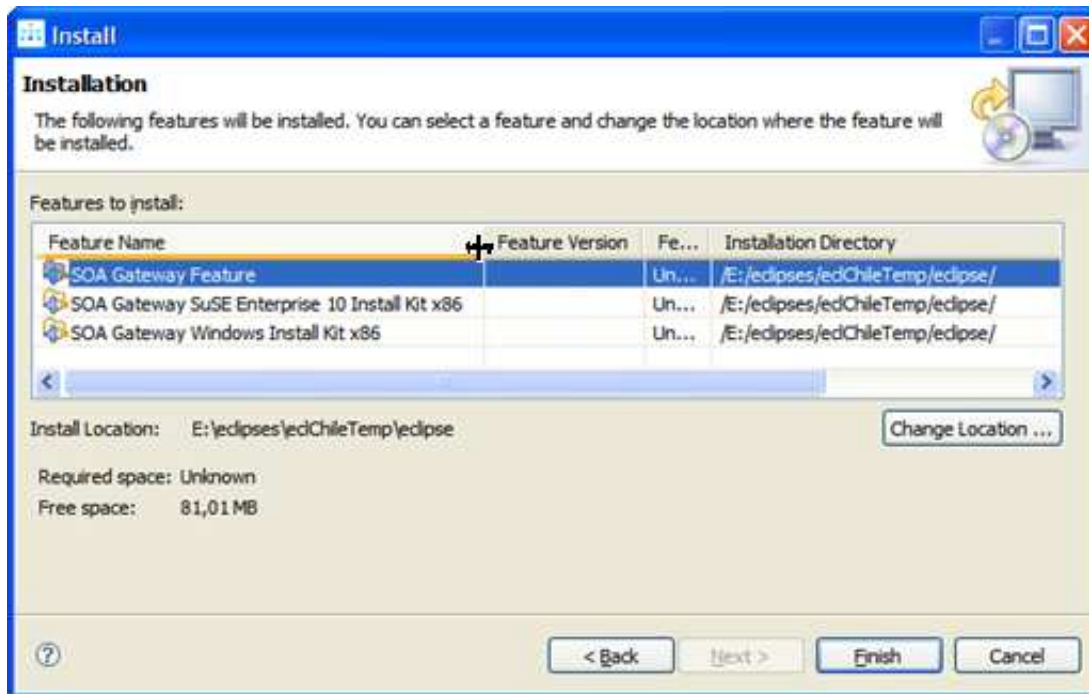 Install
Installation
The following features will be installed. You can select a feature and change the location where the feature will
be installed.
Features to install:
Feature Name Feature Version Fe... Installation Directory
SOA Gateway Feature Un... /E:/eclipses/eclChileTemp/eclipse/
SOA Gateway SuSE Enterprise 10 Install Kit x86 Un... /E:/eclipses/eclChileTemp/eclipse/
SOA Gateway Windows Install Kit x86 Un... /E:/eclipses/eclChileTemp/eclipse/
Install Location: E:\eclipses\eclChileTemp\eclipse
Change Location ...
Required space: Unknown
Free space: 81,01 MB
< Back Next > Finish Cancel